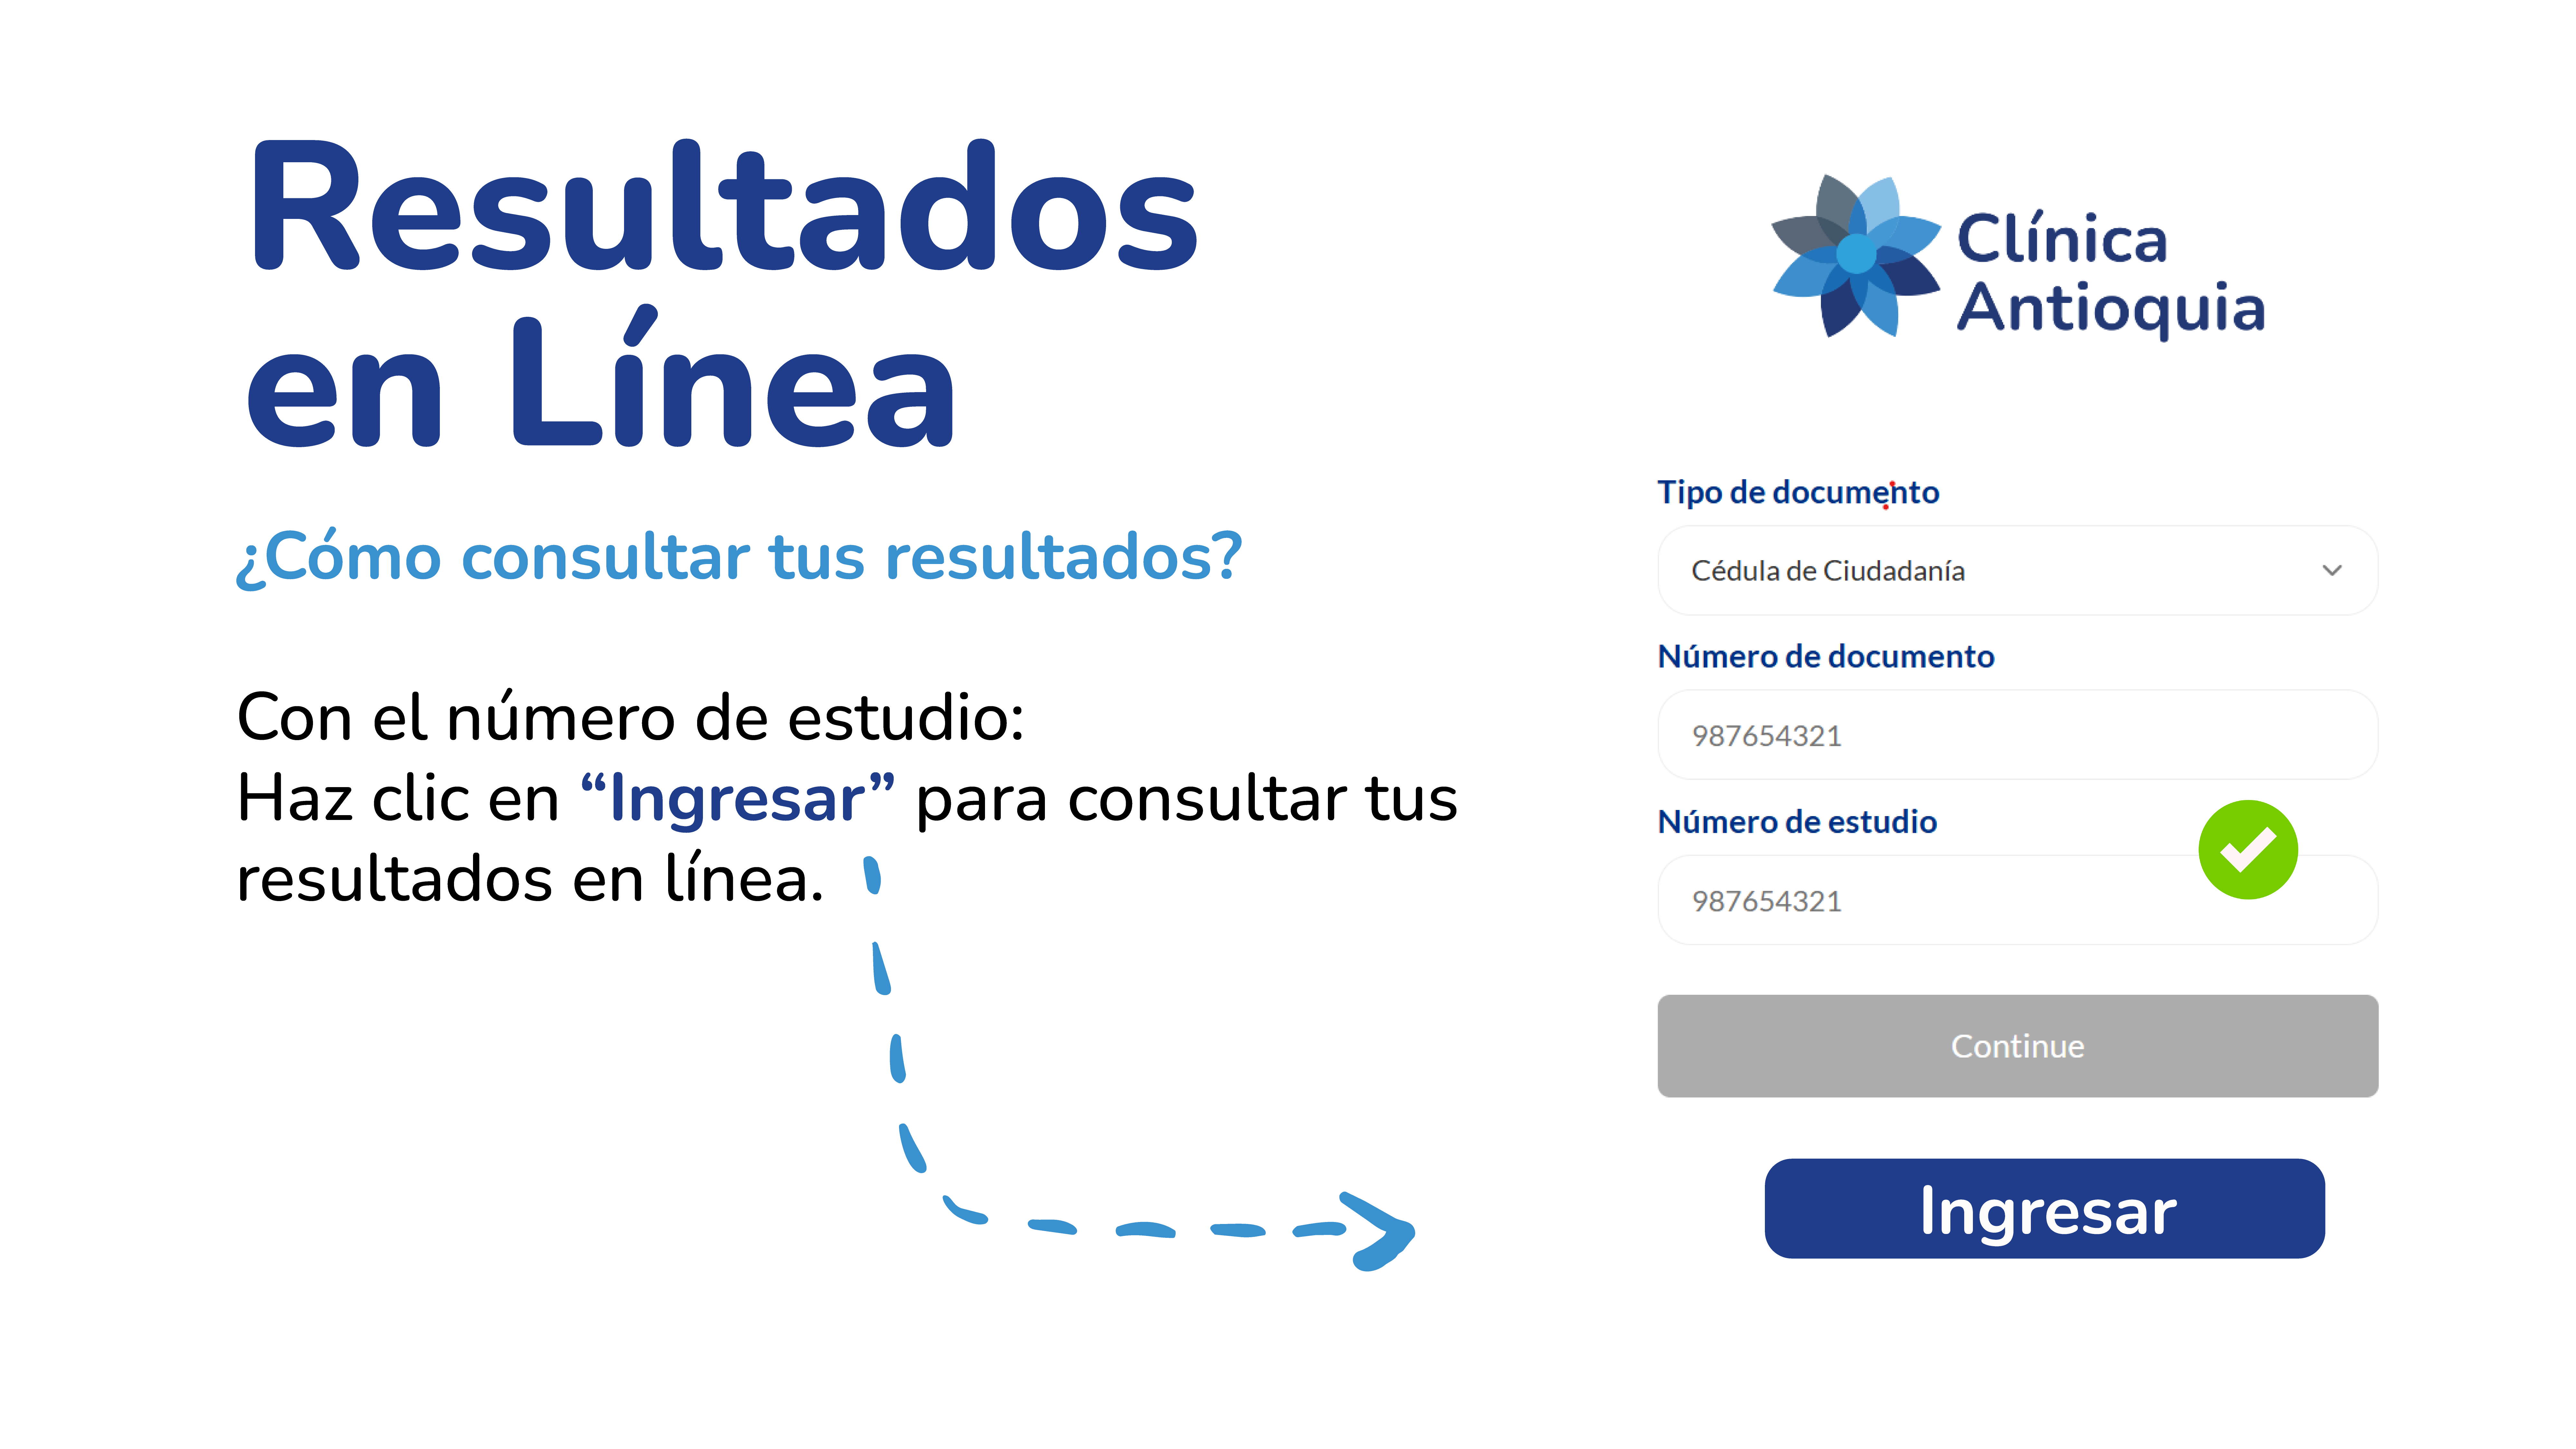 Resultados
en Línea
¿Cómo consultar tus resultados?
Con el número de estudio:
Haz clic en “Ingresar” para consultar tus
resultados en línea.
Clínica
Antioquia
Tipo de documento
Cédula de Ciudadanía
Número de documento
987654321
Número de estudio
987654321
Continue
Ingresar